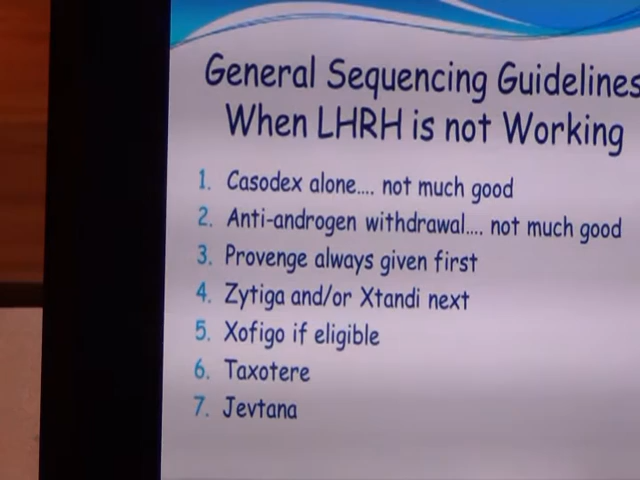 General Sequencing Guidelines
When LHRH is not Working
1. Casodex alone.... not much good
2. Anti-androgen withdrawal.... not much good
3. Provenge always given first
4. Zytiga and/or Xtandi next
5. Xofigo if eligible
6. Taxotere
7. Jevtana